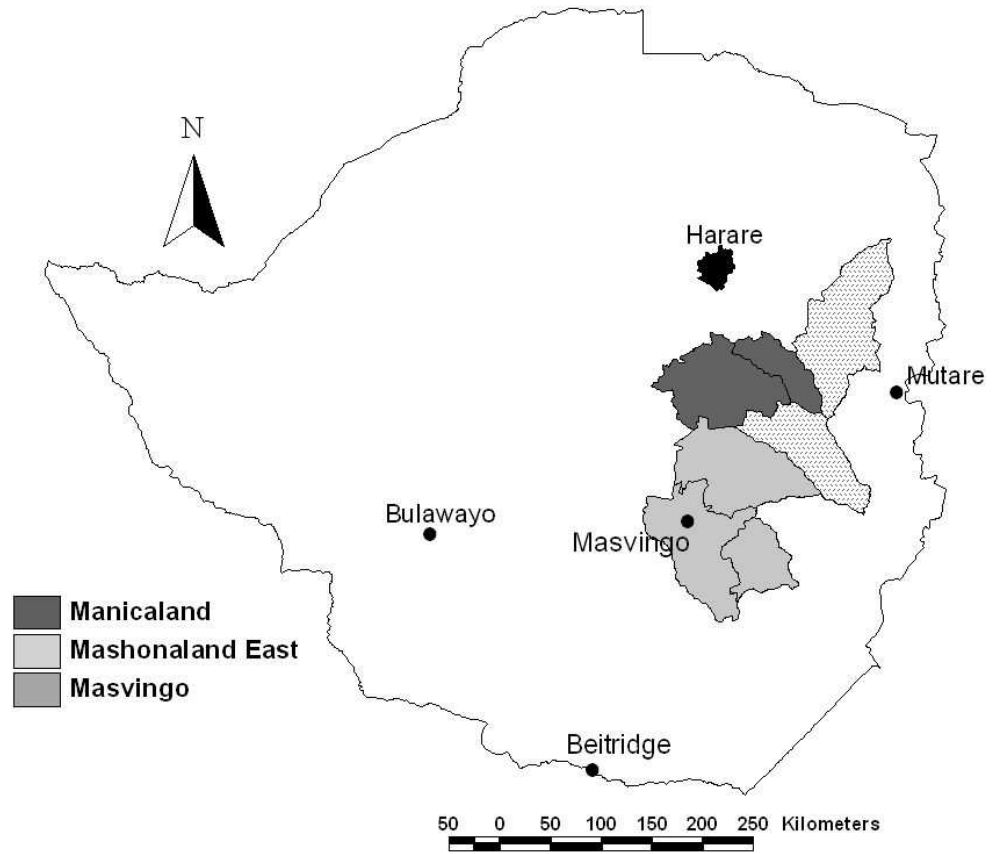 N
Harare
Mutare
Bulawayo
Masvingo
Manicaland
Mashonaland East
Masvingo
Beitridge
50 0 50 100 150 200 250 Kilometers